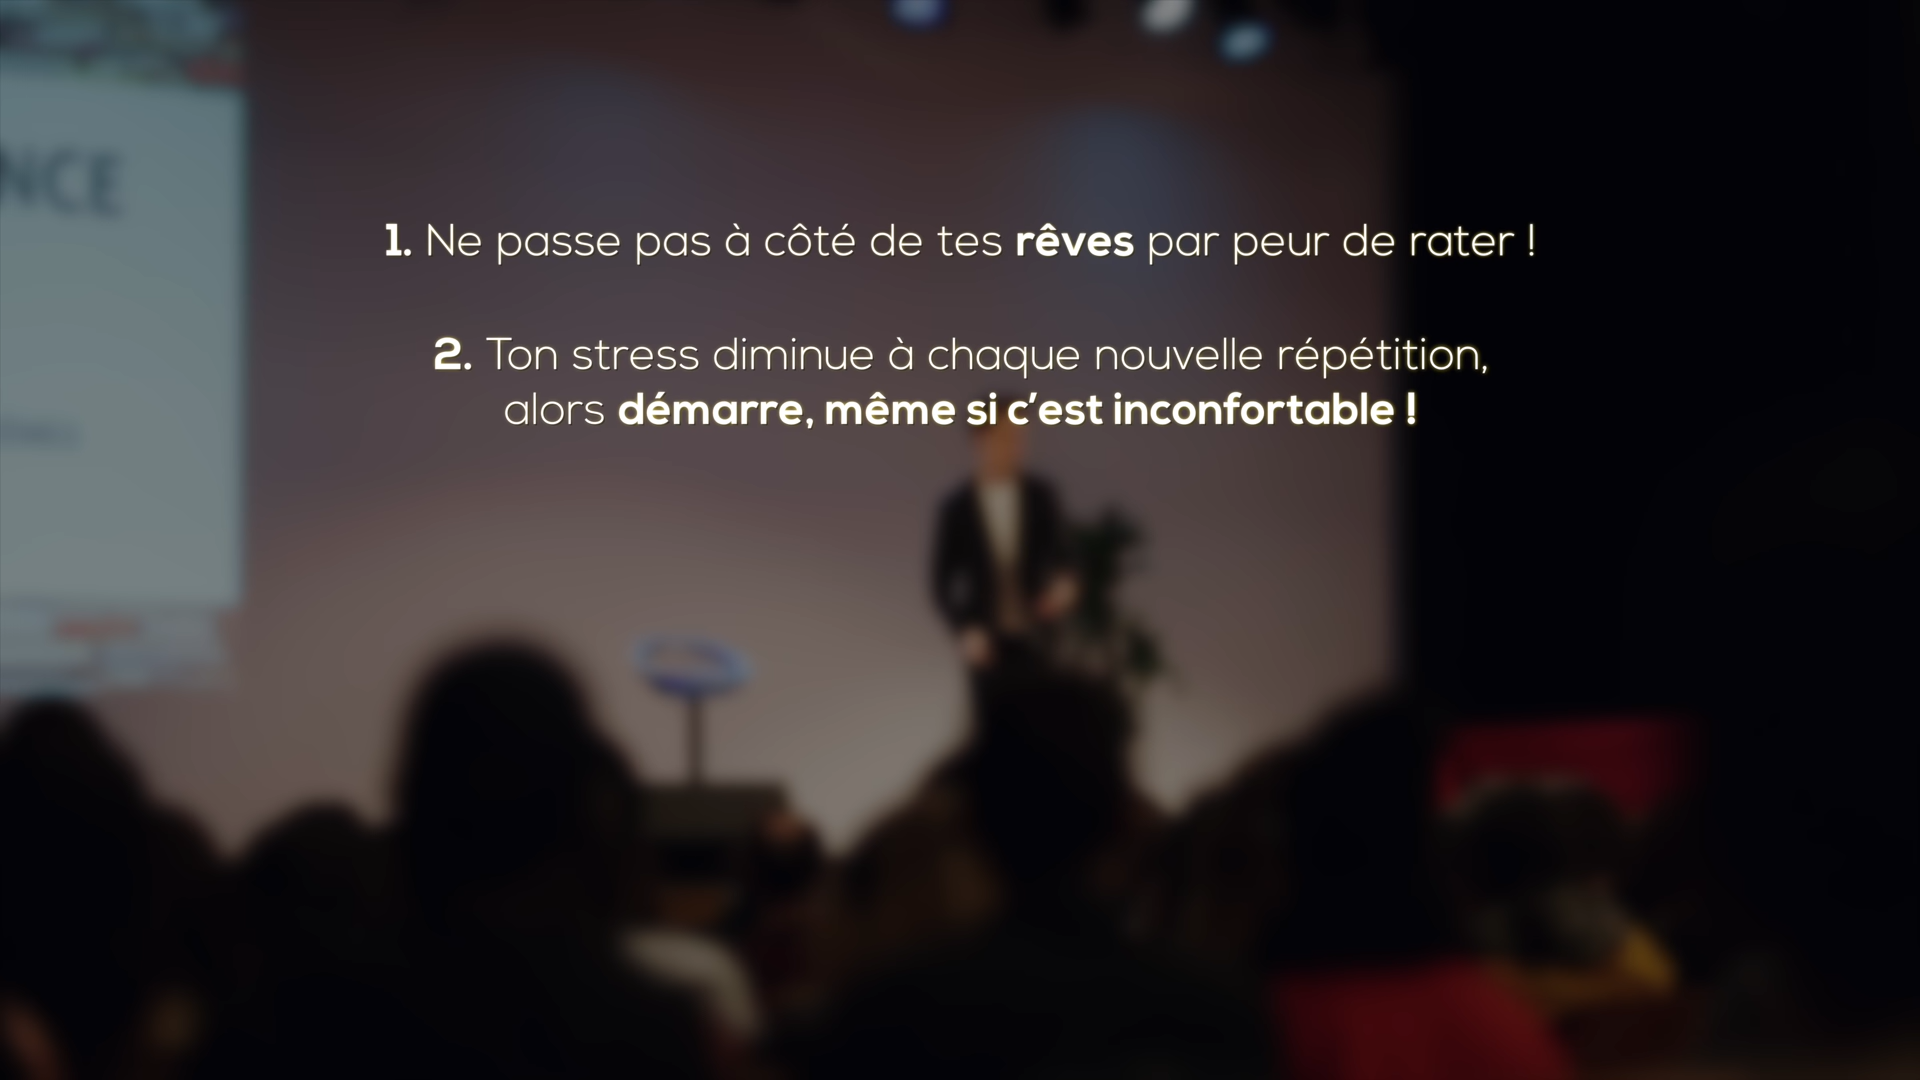 NCE
1. Ne passe pas à côté de tes rêves par peur de rater !
2. Ton stress diminue à chaque nouvelle répétition,
alors démarre, même si c’est inconfortable !